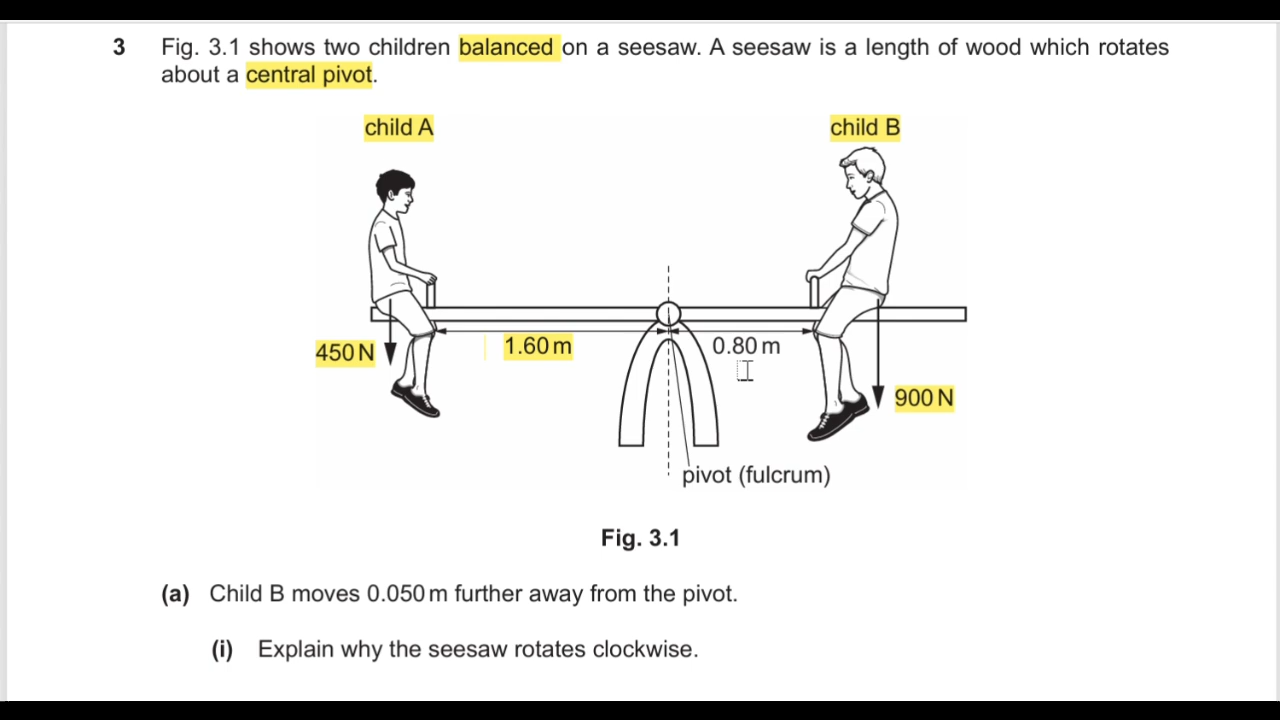 3 Fig. 3.1 shows two children balanced on a seesaw. A seesaw is a length of wood which rotates
about a central pivot.
child A
child B
450 N
1.60 m
0.80 m
900 N
pivot (fulcrum)
Fig. 3.1
(a) Child B moves 0.050 m further away from the pivot.
(i) Explain why the seesaw rotates clockwise.